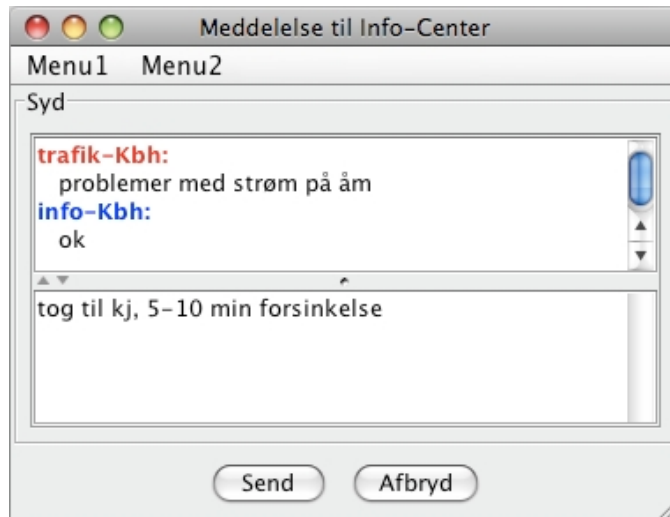 Meddelelse til Info-Center
Menu1 Menu2
Syd
trafik-Kbh:
problemer med strøm på åm
info-Kbh:
ok
tog til kj, 5-10 min forsinkelse
Send Afbryd